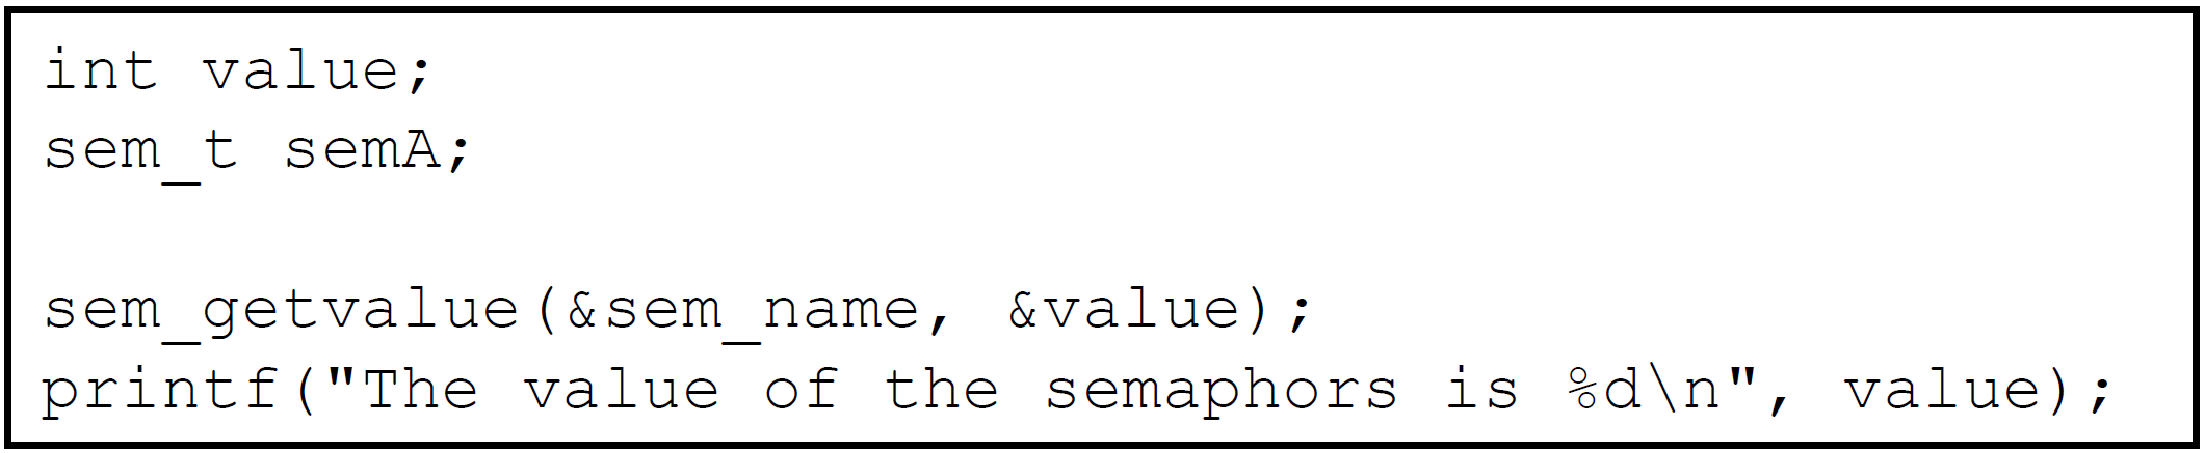 int value;
sem_t semA;
sem_getvalue(&sem_name, &value);
printf("The value of the semaphors is %d\n", value);